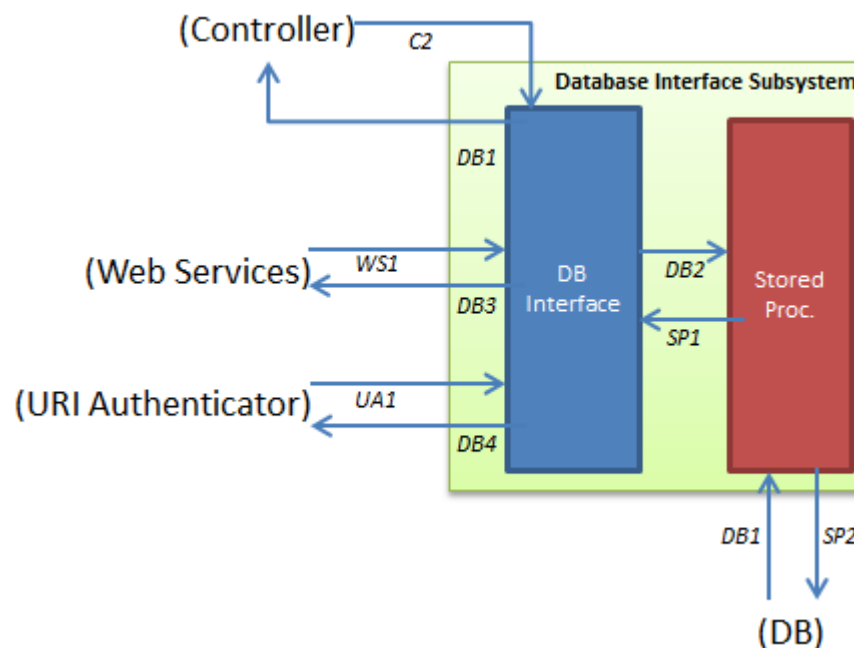 (Controller)
C2
Database Interface Subsystem
DB1
(Web Services)
WS1
DB3
DB
Interface
DB2
SP1
Stored
Proc.
(URI Authenticator)
UA1
DB4
DB1
SP2
(DB)